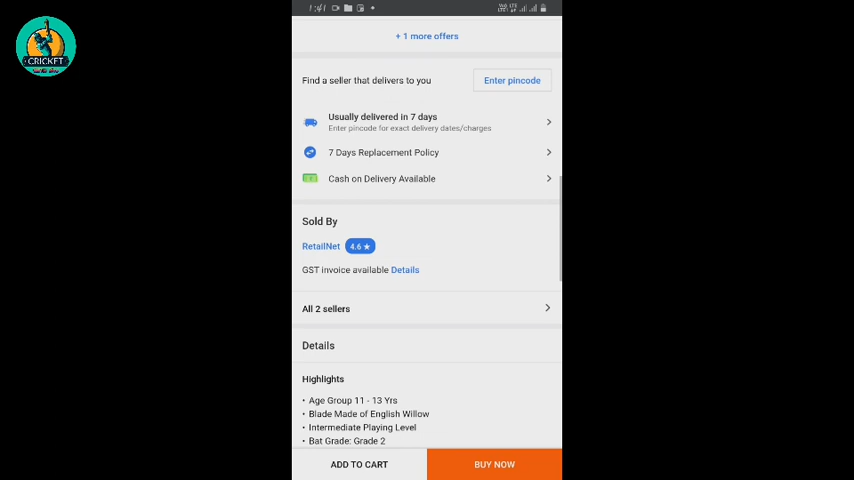 + 1 more offers
Find a seller that delivers to you
Enter pincode
Usually delivered in 7 days
Enter pincode for exact delivery dates/charges
7 Days Replacement Policy
Cash on Delivery Available
Sold By
RetailNet 4.6 ★
GST invoice available Details
All 2 sellers
Details
Highlights
• Age Group 11 - 13 Yrs
• Blade Made of English Willow
• Intermediate Playing Level
• Bat Grade: Grade 2
ADD TO CART
BUY NOW
CRICKET